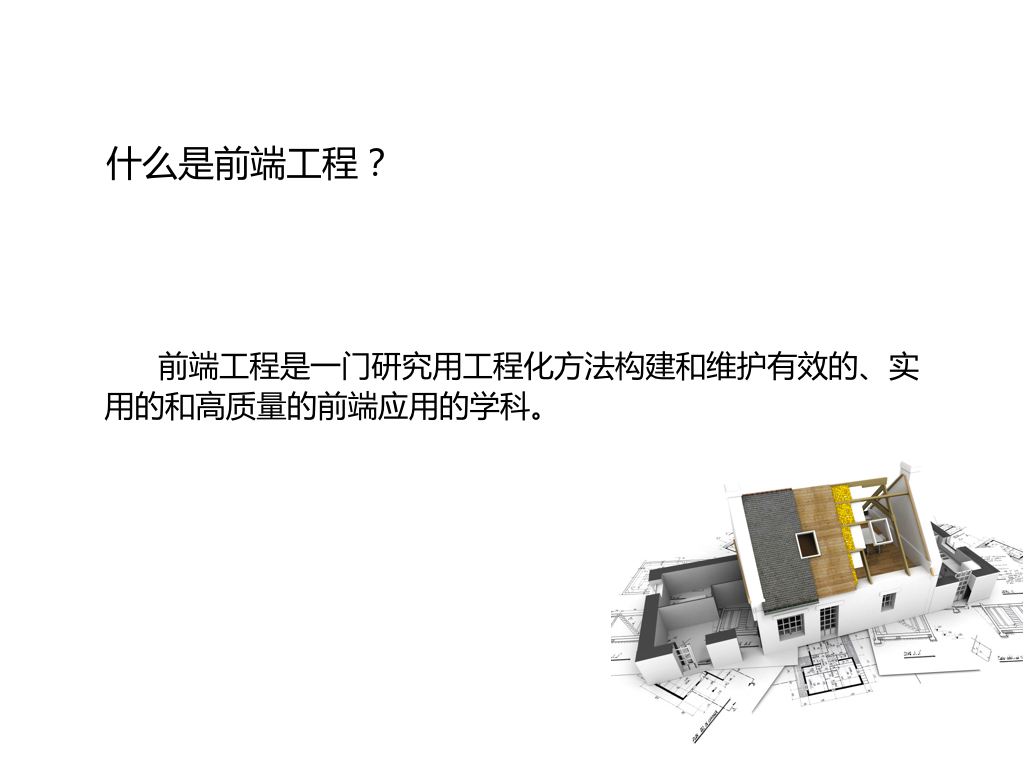 什么是前端工程？
前端工程是一门研究用工程化方法构建和维护有效的、实
用的和高质量的前端应用的学科。